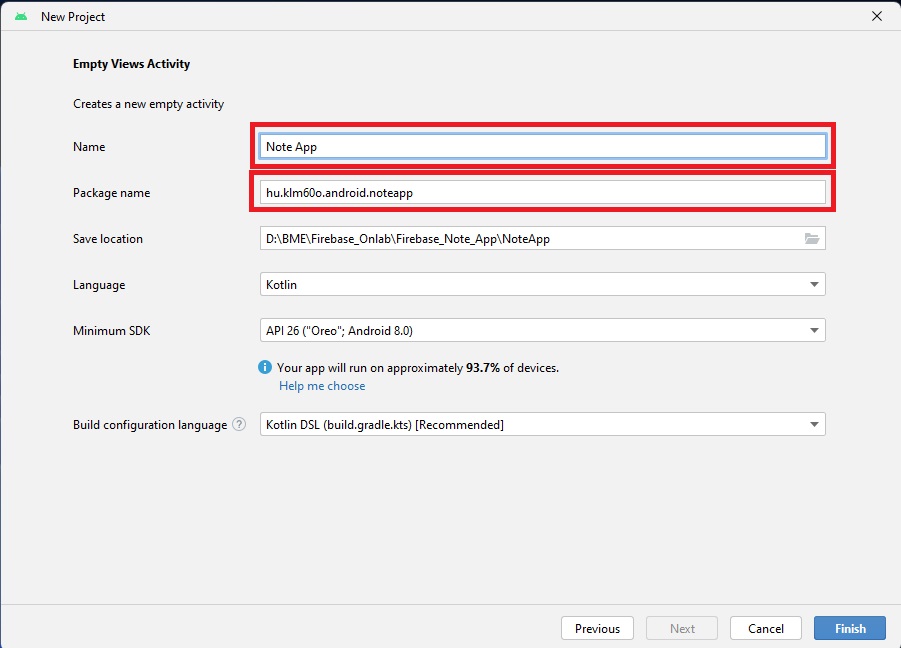 New Project
Empty Views Activity
Creates a new empty activity
Name Note App
Package name hu.klm60o.android.noteapp
Save location D:\BME\Firebase_Onlab\Firebase_Note_App\NoteApp
Language Kotlin
Minimum SDK API 26 ("Oreo"; Android 8.0)
Your app will run on approximately 93.7% of devices.
Help me choose
Build configuration language ? Kotlin DSL (build.gradle.kts) [Recommended]
Previous Next Cancel Finish